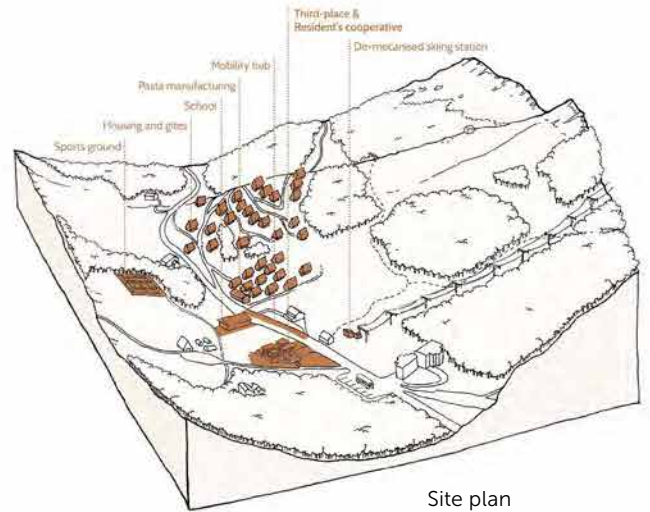 Third-place &
Resident's cooperative
De-mecanised skiing station
Mobility hub
Pasta manufacturing
School
Housing and gîtes
Sports ground
Site plan